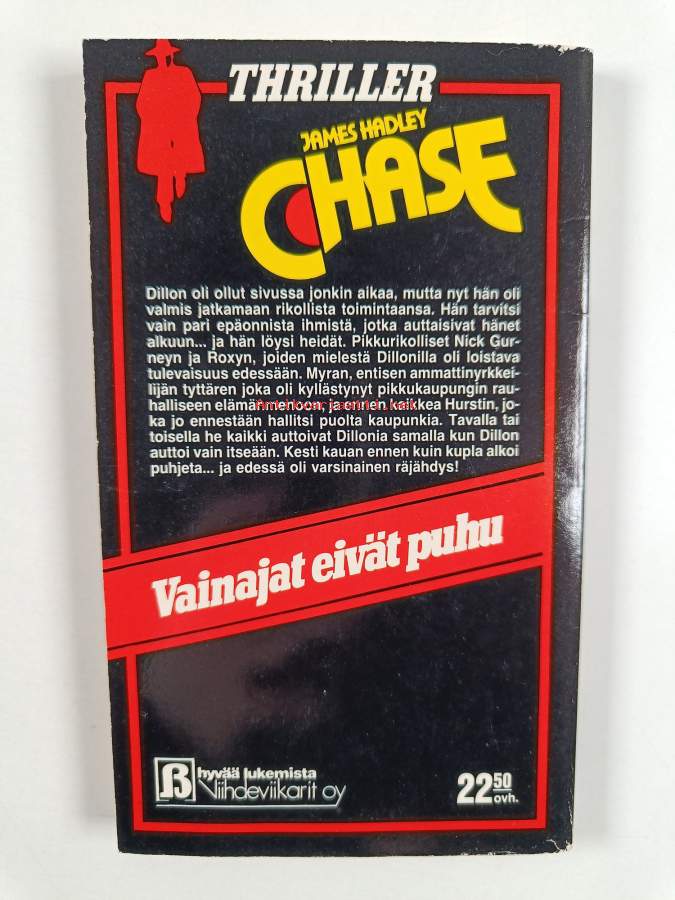 THRILLER
JAMES HADLEY
CHASE
Dillon oli ollut sivussa jonkin aikaa, mutta nyt hän oli
valmis jatkamaan rikollista toimintaansa. Hän tarvitsi
vain pari epäonnista ihmistä, jotka auttaisivat hänet
alkuun... ja hän löysi heidät. Pikkurikolliset Nick Gur-
neyn ja Roxyn, joiden mielestä Dillonilla oli loistava
tulevaisuus edessään. Myran, entisen ammattinyrkkei-
lijän tyttären joka oli kyllästynyt pikkukaupungin rau-
halliseen elämänmenoon, ja ennen kaikkea Hurstin, jo-
ka jo ennestään hallitsi puolta kaupunkia. Tavalla tai
toisella he kaikki auttoivat Dillonia samalla kun Dillon
auttoi vain itseään. Kesti kauan ennen kuin kupla alkoi
puhjeta... ja edessä oli varsinainen räjähdys!
Vainajat eivät puhu
hyvää lukemista
Viihdeviikarit oy
22 50
ovh.